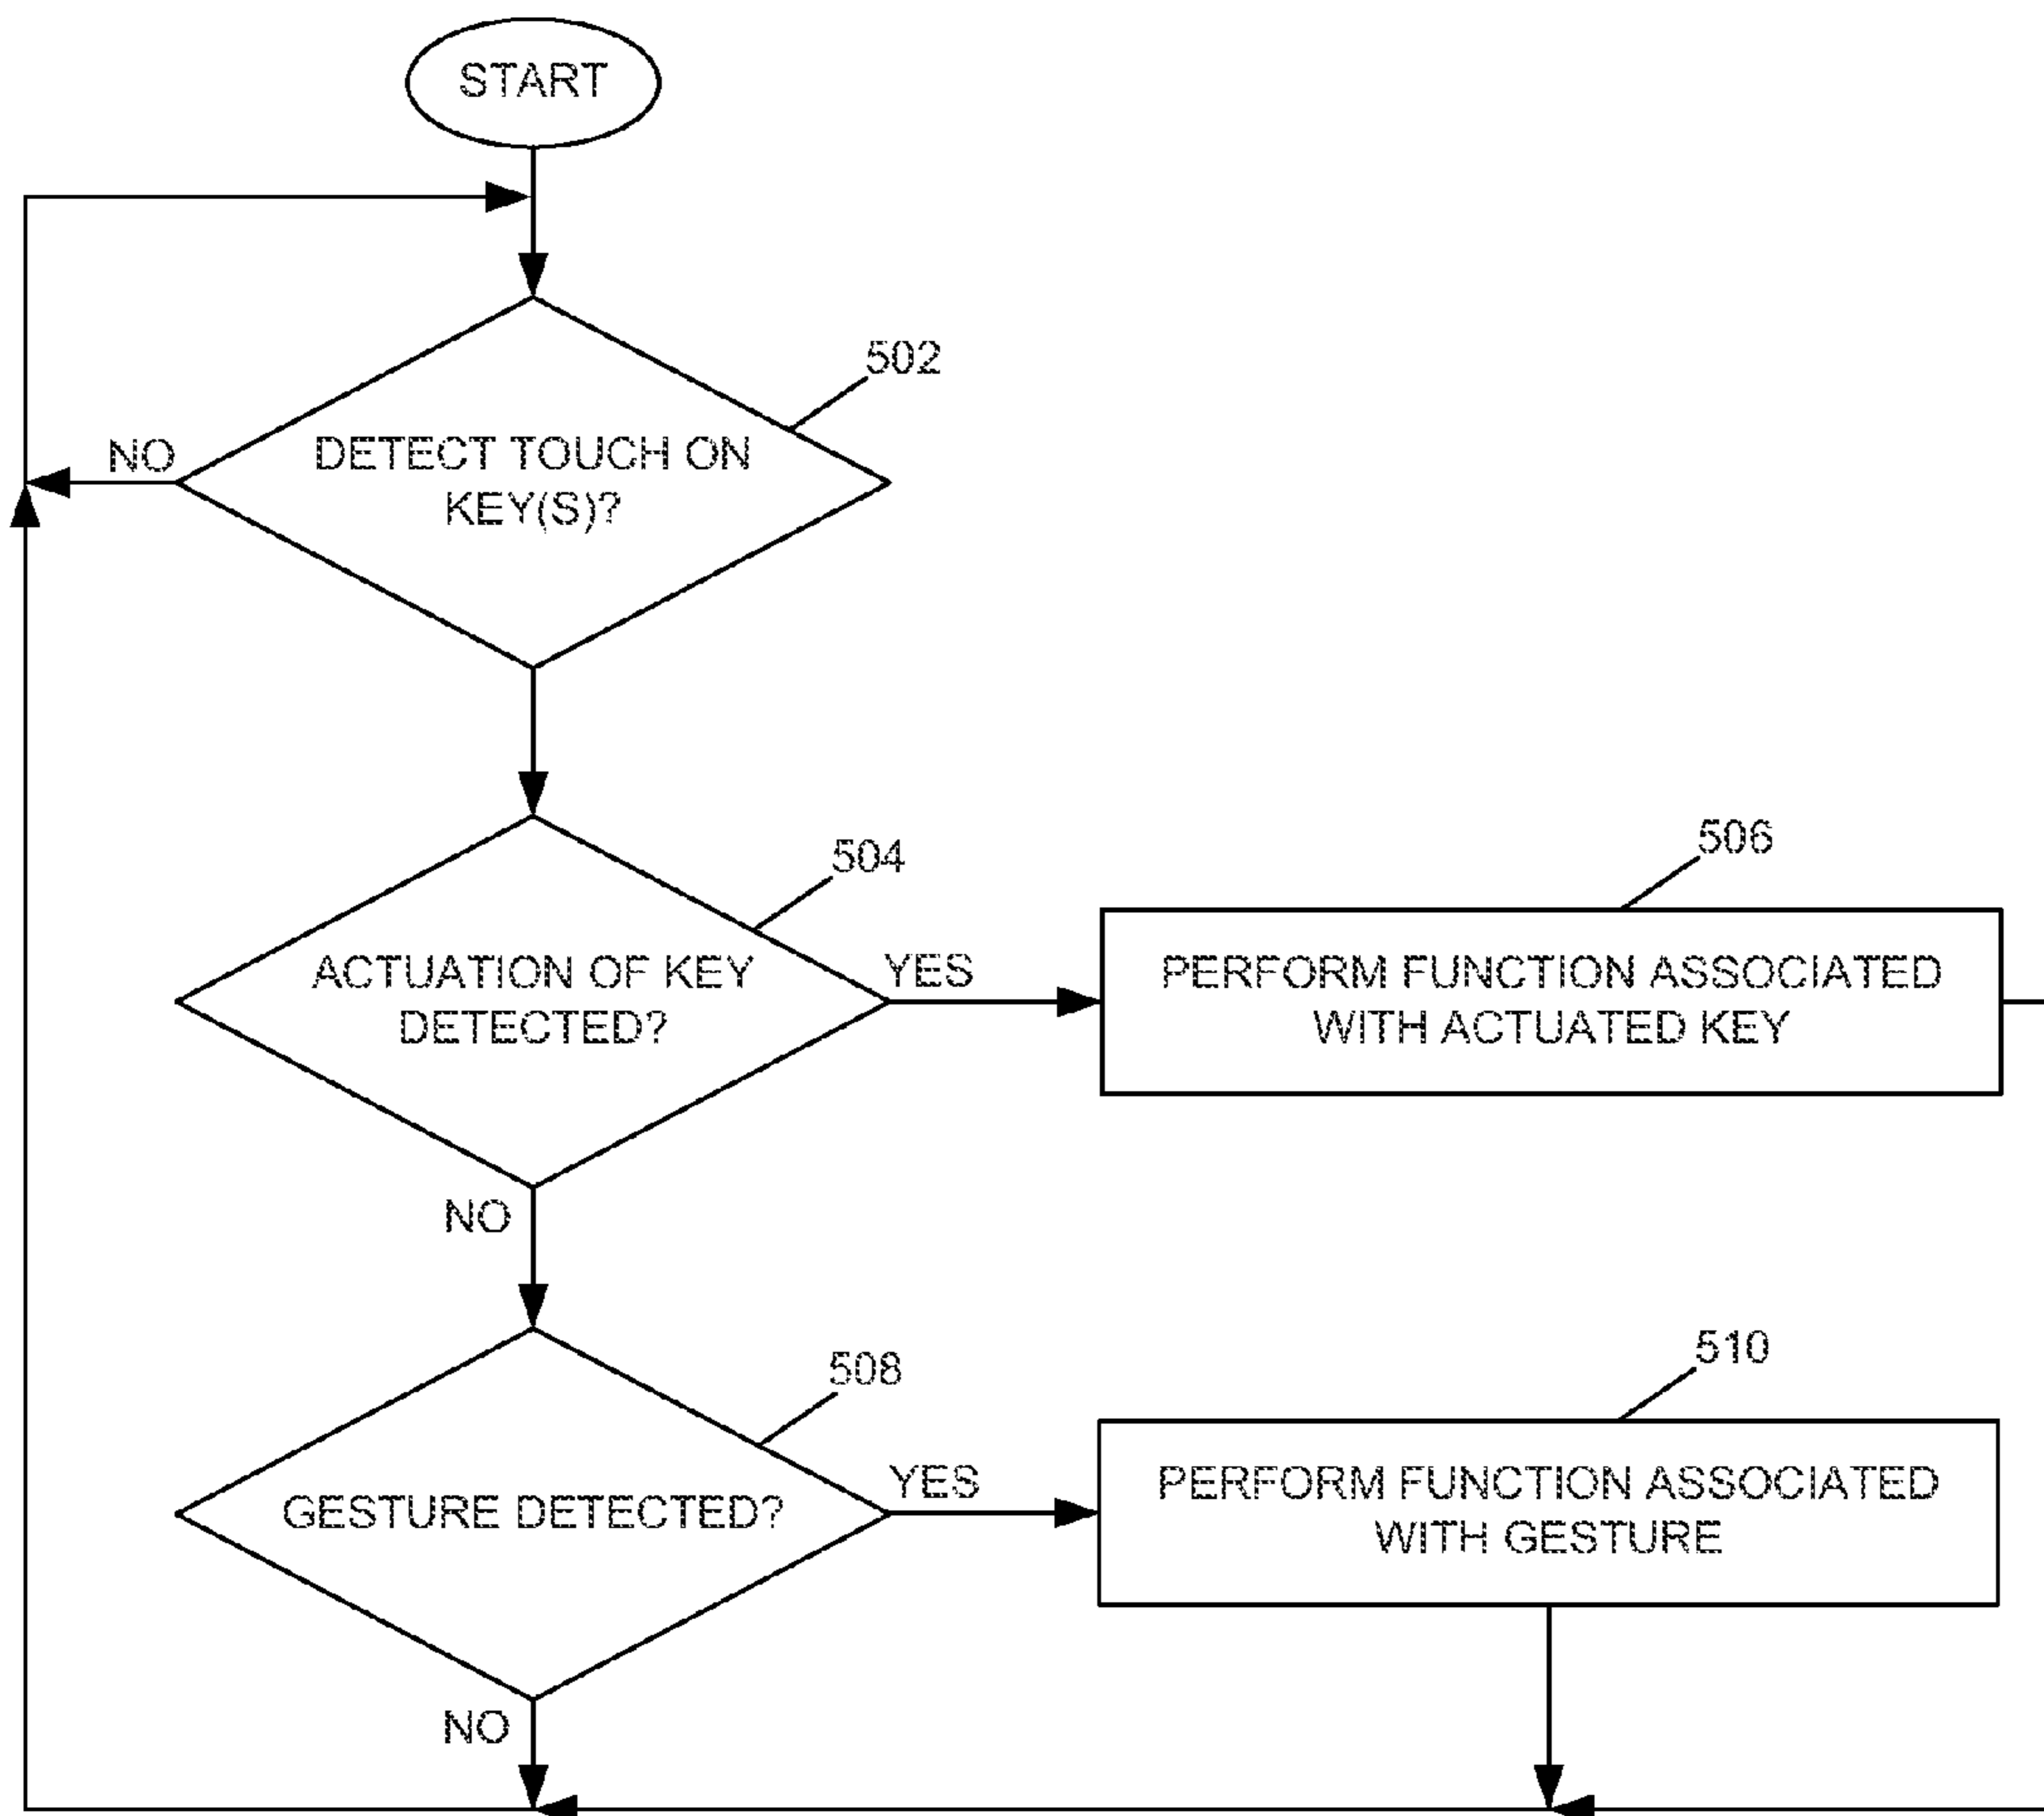 START
502
NO
DETECT TOUCH ON
KEY(S)?
504
506
ACTUATION OF KEY
DETECTED?
YES
PERFORM FUNCTION ASSOCIATED
WITH ACTUATED KEY
NO
508
510
GESTURE DETECTED?
YES
PERFORM FUNCTION ASSOCIATED
WITH GESTURE
NO